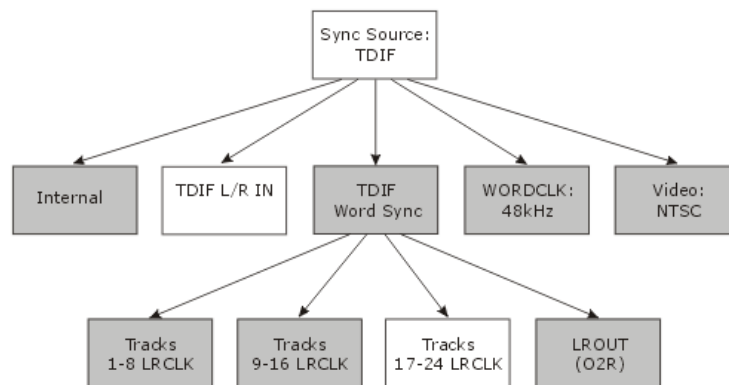 Sync Source:
TDIF
Internal
TDIF L/R IN
TDIF
Word Sync
WORDCLK:
48kHz
Video:
NTSC
Tracks
1-8 LRCLK
Tracks
9-16 LRCLK
Tracks
17-24 LRCLK
LROUT
(O2R)